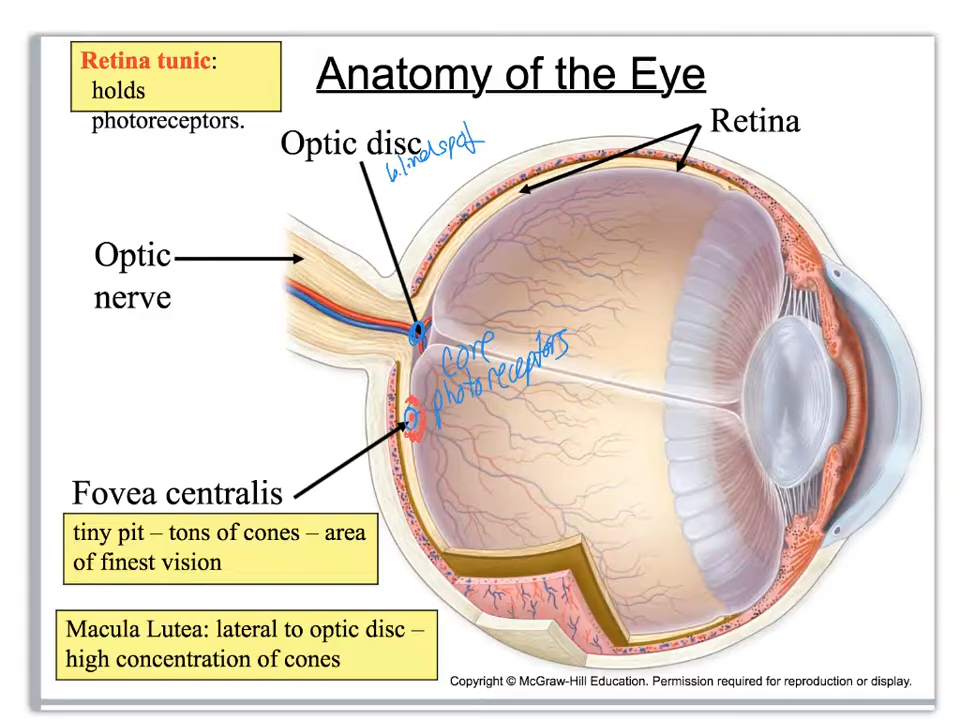 Retina tunic:
holds
photoreceptors.
Anatomy of the Eye
Optic disc
blind spot
Retina
Optic
nerve
cone
photoreceptors
Fovea centralis
tiny pit – tons of cones – area
of finest vision
Macula Lutea: lateral to optic disc –
high concentration of cones
Copyright © McGraw-Hill Education. Permission required for reproduction or display.